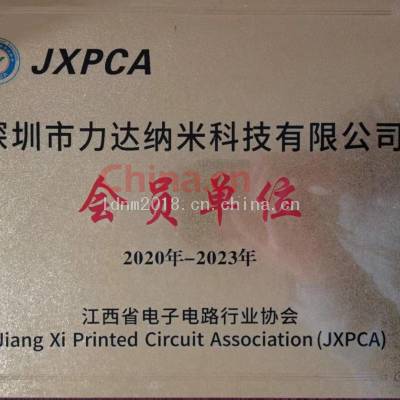 JXPCA
深圳市力达纳米科技有限公司
China.cn
会员单位
ldnm2018.cn.china.cn
2020年-2023年
江西省电子电路行业协会
Jiang Xi Printed Circuit Association (JXPCA)